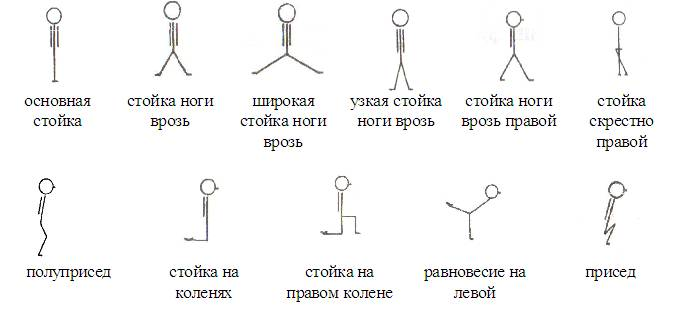 основная
стойка
стойка ноги
врозь
широкая
стойка ноги
врозь
узкая стойка
ноги врозь
стойка ноги
врозь правой
стойка
скрестно
правой
полуприсед
стойка на
коленях
стойка на
правом колене
равновесие на
левой
присед